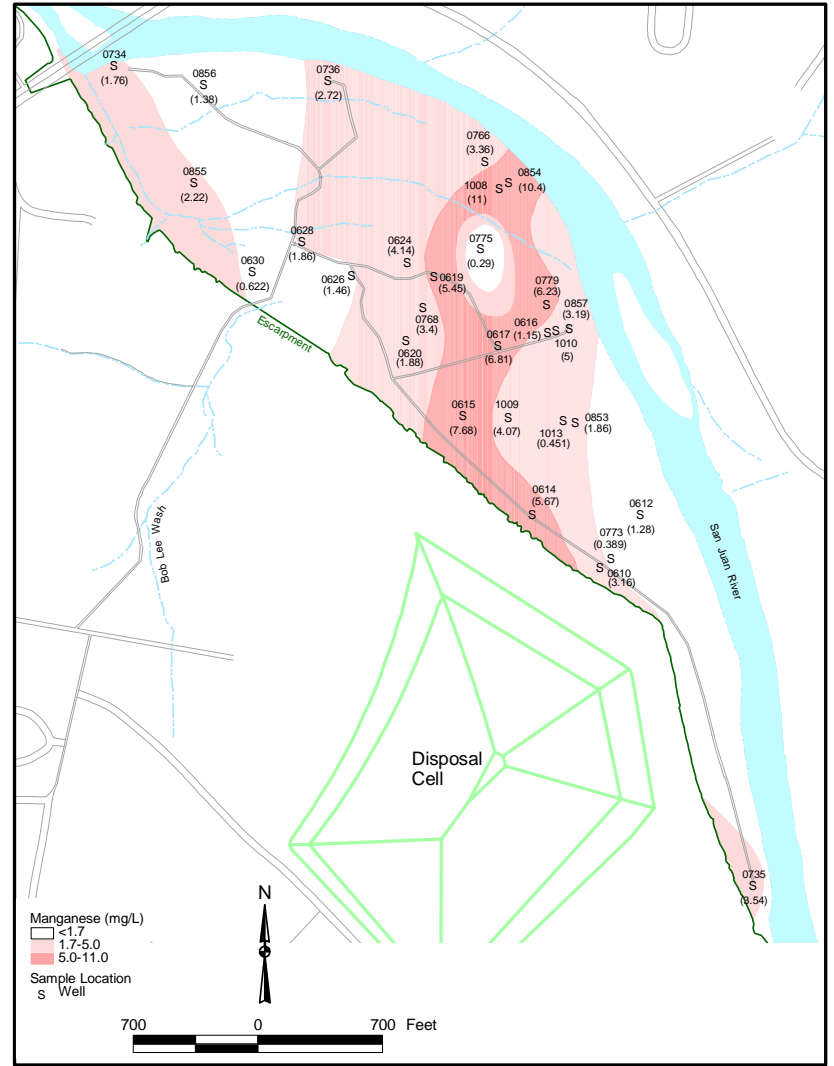 0734
S
(1.76)
0856
S
(1.38)
0736
S
(2.72)
0766
(3.36)
S
0854
S
(10.4)
1008 S
(11)
0855
S
(2.22)
0628
S
(1.86)
0775
S
(0.29)
0624
(4.14)
S
0630
S
(0.622)
0626 S
(1.46)
S 0619
(5.45)
0779
(6.23)
S
0857
(3.19)
S
S
0768
(3.4)
0616 S S
(1.15)
1010
(5)
0617
S
(6.81)
S
0620
(1.88)
Escarpment
0615
S
(7.68)
1009
S
(4.07)
S S 0853
(1.86)
1013
(0.451)
0614
(5.67)
S
0612
S
(1.28)
0773
(0.389)
S
S 0610
(3.16)
Bob Lee Wash
San Juan River
Disposal
Cell
0735
S
(3.54)
N
Manganese (mg/L)
<1.7
1.7-5.0
5.0-11.0
Sample Location
S Well
700 0 700 Feet